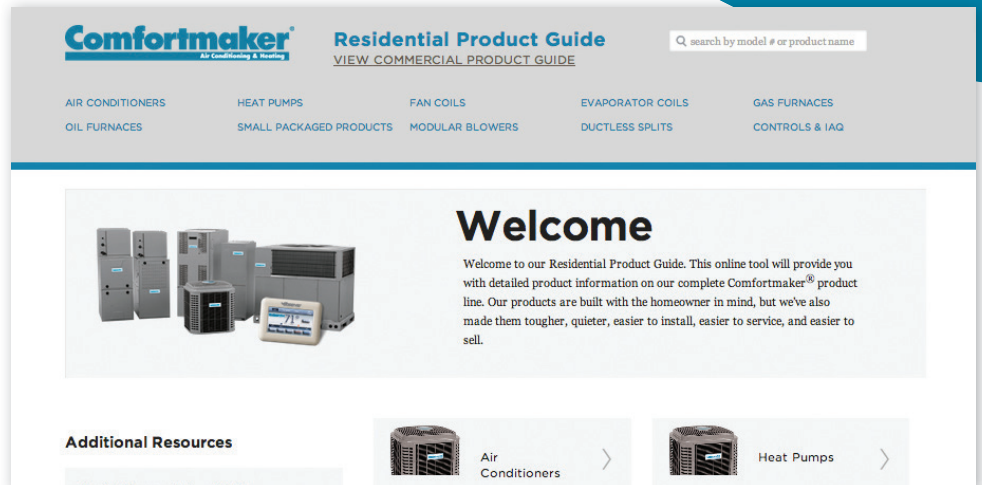 Comfortmaker®
Air Conditioning & Heating
Residential Product Guide
VIEW COMMERCIAL PRODUCT GUIDE
search by model # or product name
AIR CONDITIONERS HEAT PUMPS FAN COILS EVAPORATOR COILS GAS FURNACES
OIL FURNACES SMALL PACKAGED PRODUCTS MODULAR BLOWERS DUCTLESS SPLITS CONTROLS & IAQ
Welcome
Welcome to our Residential Product Guide. This online tool will provide you
with detailed product information on our complete Comfortmaker® product
line. Our products are built with the homeowner in mind, but we've also
made them tougher, quieter, easier to install, easier to service, and easier to
sell.
Additional Resources
Air
Conditioners
Heat Pumps